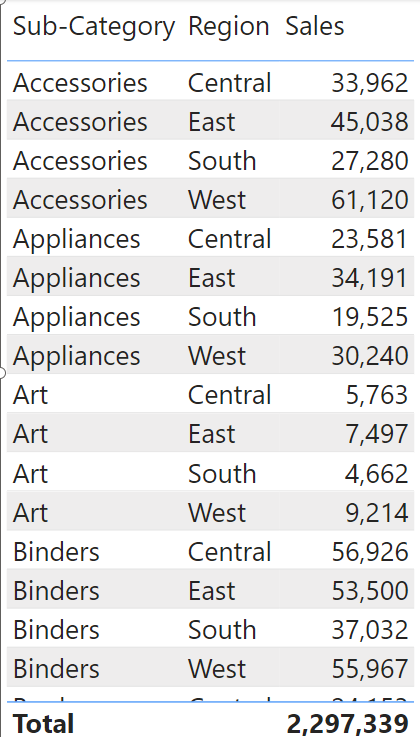 Sub-Category Region Sales
Accessories Central 33,962
Accessories East 45,038
Accessories South 27,280
Accessories West 61,120
Appliances Central 23,581
Appliances East 34,191
Appliances South 19,525
Appliances West 30,240
Art Central 5,763
Art East 7,497
Art South 4,662
Art West 9,214
Binders Central 56,926
Binders East 53,500
Binders South 37,032
Binders West 55,967
Total 2,297,339